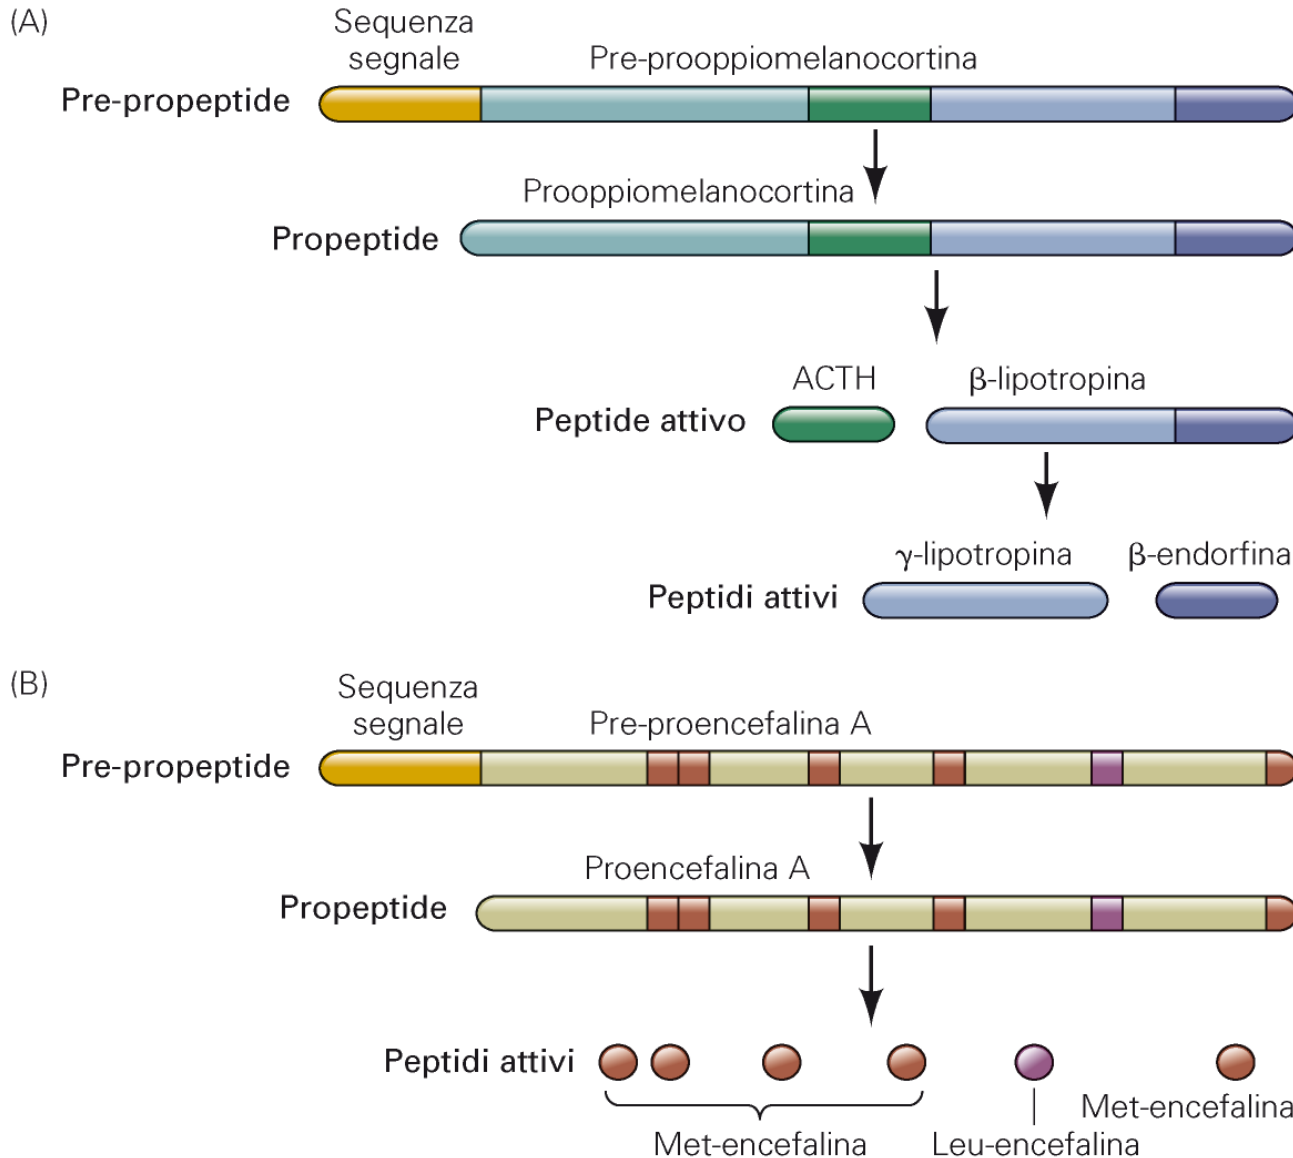 (A)
Sequenza
segnale
Pre-prooppiomelanocortina
Pre-propeptide
Prooppiomelanocortina
Propeptide
ACTH
β-lipotropina
Peptide attivo
γ-lipotropina
β-endorfina
Peptidi attivi
(B)
Sequenza
segnale
Pre-proencefalina A
Pre-propeptide
Proencefalina A
Propeptide
Peptidi attivi
Met-encefalina
Met-encefalina
Leu-encefalina